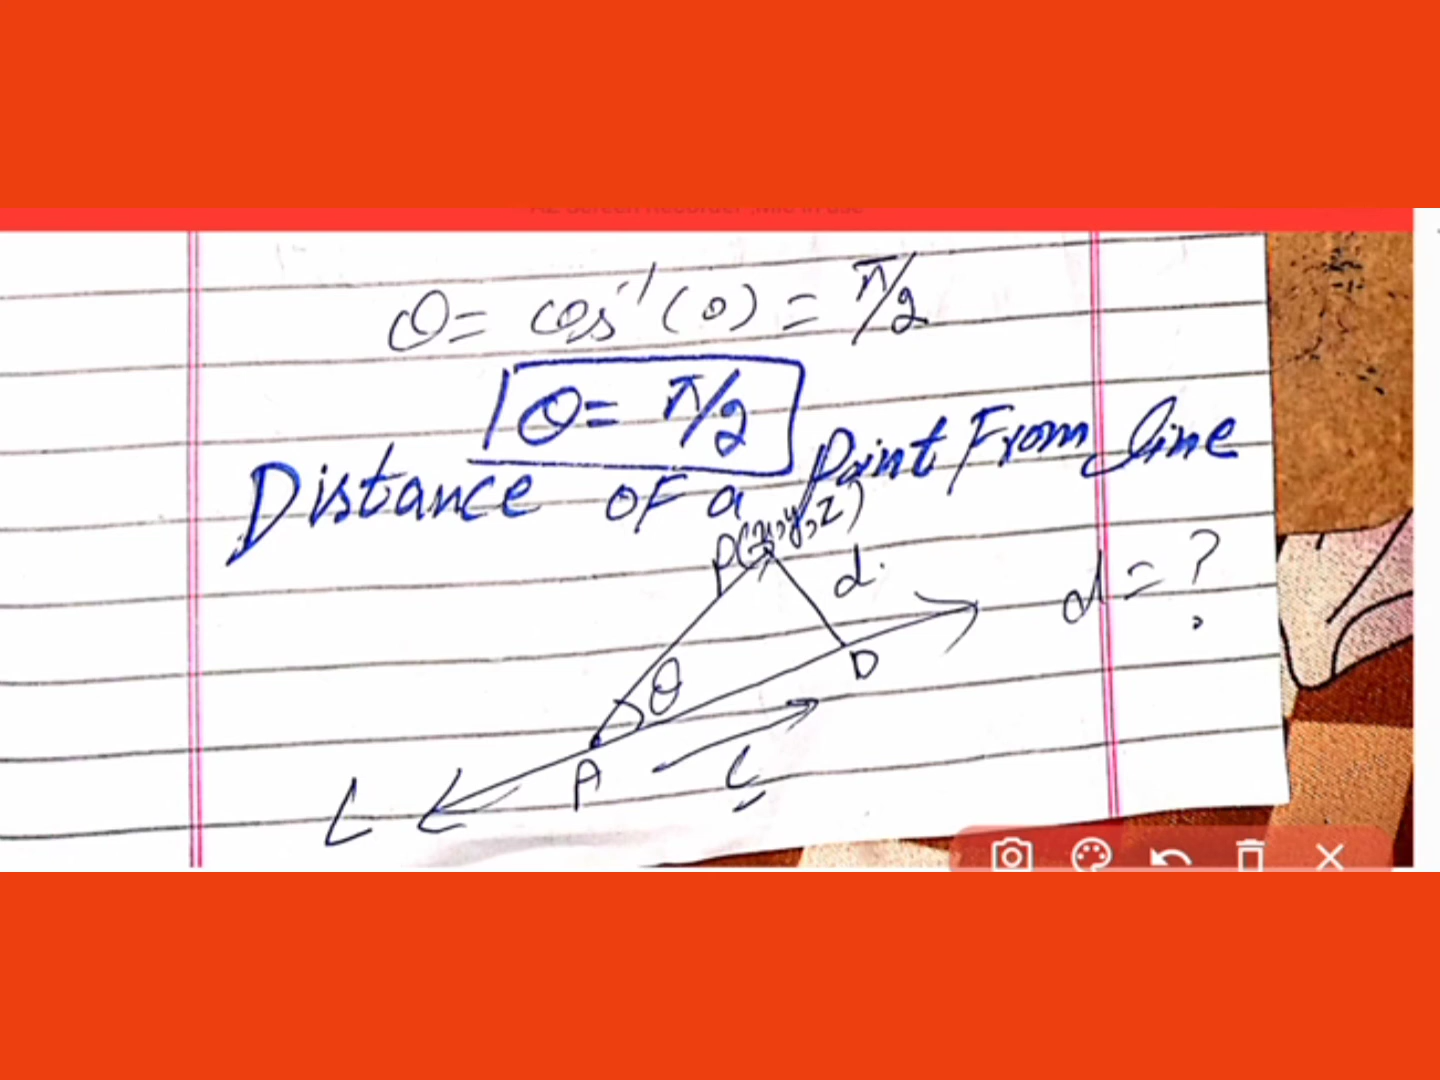 θ = cos⁻¹(0) = π/2
θ = π/2
Distance of a Point From line
P(x,y,z)
d
d = ?
θ
D
A
L
L